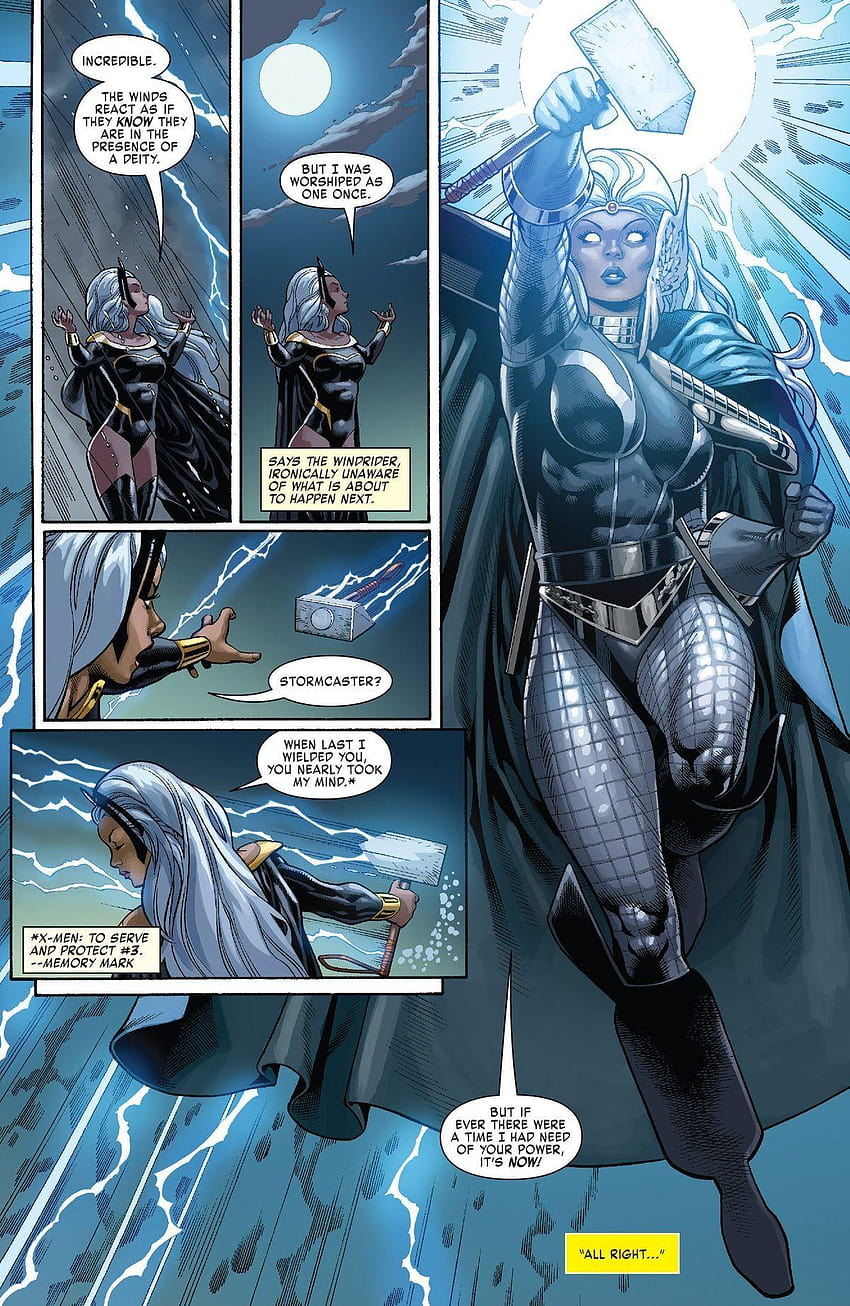 INCREDIBLE.
THE WINDS
REACT AS IF
THEY KNOW THEY
ARE IN THE
PRESENCE OF
A DEITY.
BUT I WAS
WORSHIPED AS
ONE ONCE.
SAYS THE WINDRIDER,
IRONICALLY UNAWARE
OF WHAT IS ABOUT
TO HAPPEN NEXT.
STORMCASTER?
WHEN LAST I
WIELDED YOU,
YOU NEARLY TOOK
MY MIND.*
*X-MEN: TO SERVE
AND PROTECT #3.
--MEMORY MARK
BUT IF
EVER THERE WERE
A TIME I HAD NEED
OF YOUR POWER,
IT'S NOW!
"ALL RIGHT..."